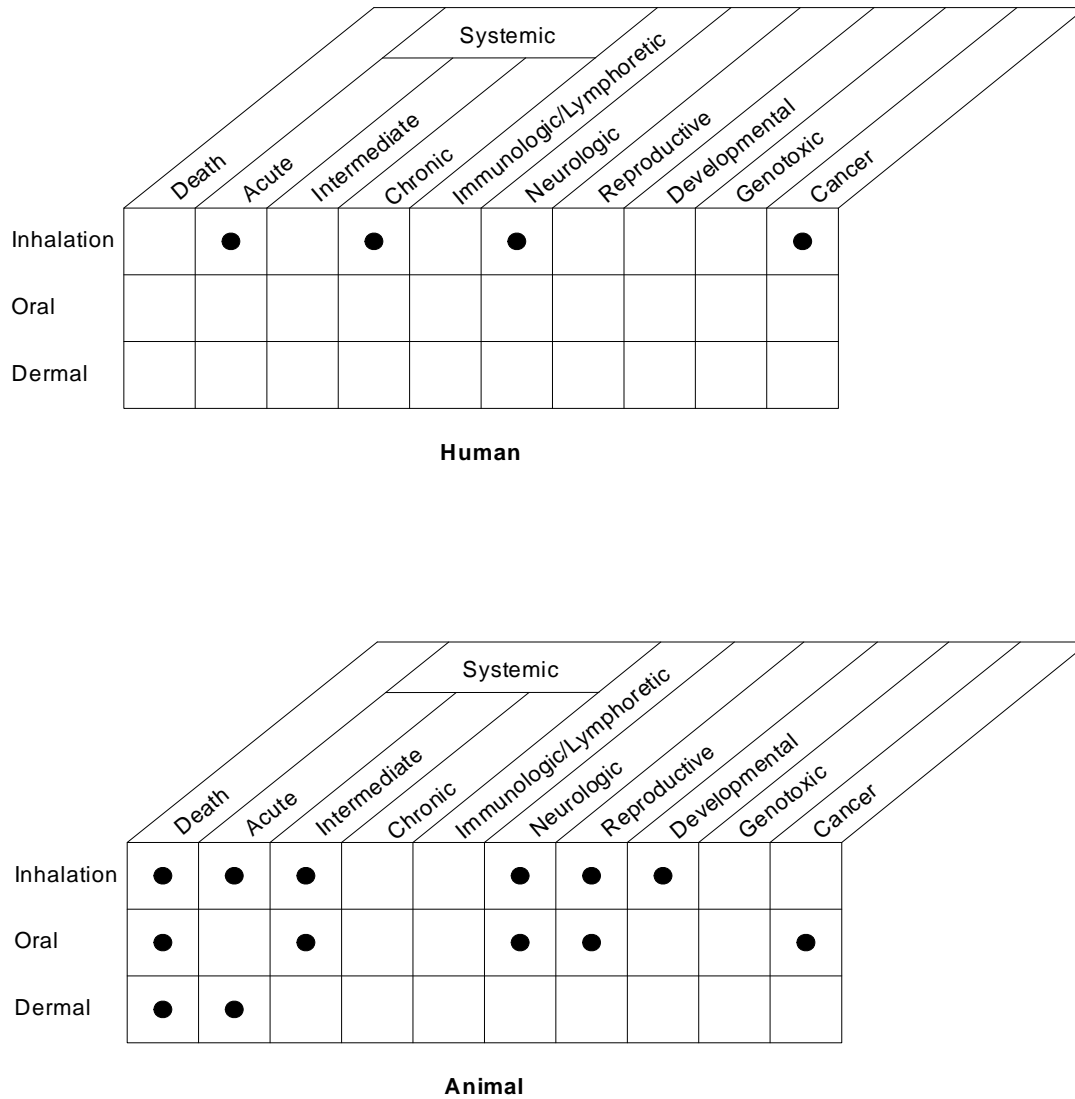 Systemic
Death
Acute
Intermediate
Chronic
Immunologic/Lymphoretic
Neurologic
Reproductive
Developmental
Genotoxic
Cancer
Inhalation
Oral
Dermal
Human
Systemic
Death
Acute
Intermediate
Chronic
Immunologic/Lymphoretic
Neurologic
Reproductive
Developmental
Genotoxic
Cancer
Inhalation
Oral
Dermal
Animal